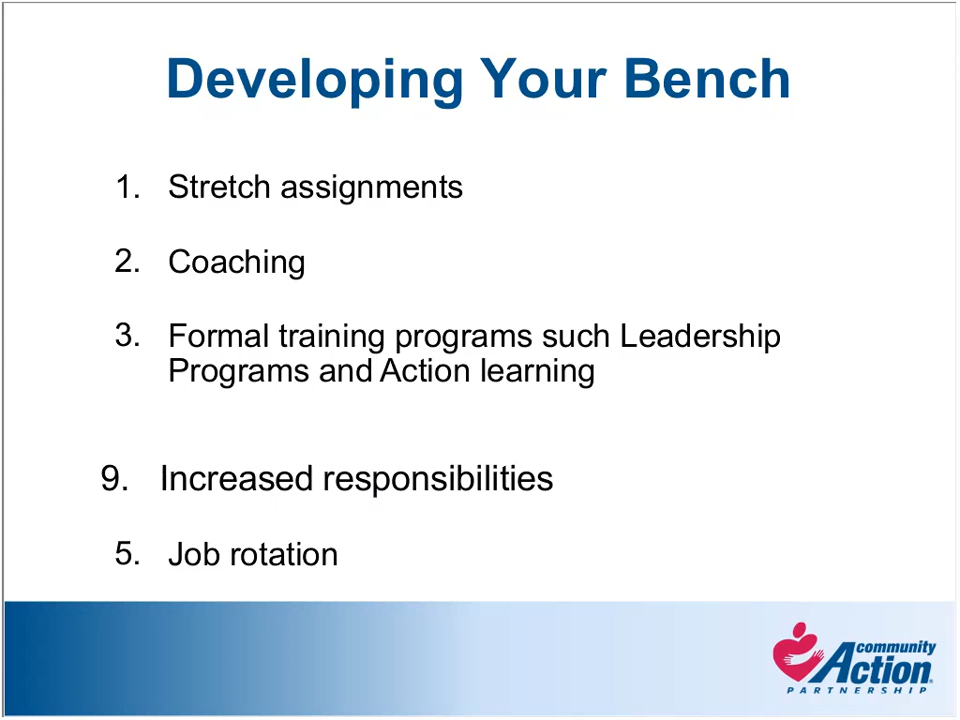 Developing Your Bench
1. Stretch assignments
2. Coaching
3. Formal training programs such Leadership
Programs and Action learning
9. Increased responsibilities
5. Job rotation
community
Action®
PARTNERSHIP